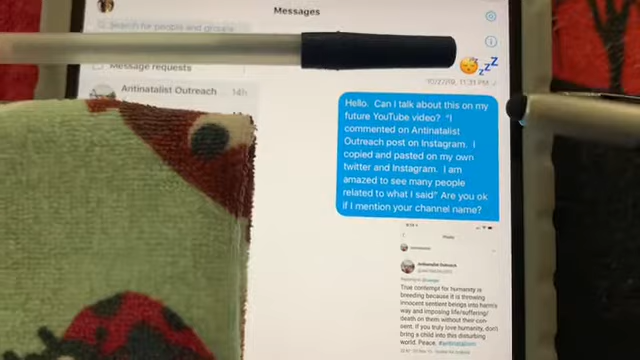 Messages
Search for people and groups
Message requests
10/27/19, 11:31 PM
Antinatalist Outreach 14h
Hello. Can I talk about this on my
future YouTube video? "I
commented on Antinatalist
Outreach post on Instagram. I
copied and pasted on my own
twitter and Instagram. I am
amazed to see many people
related to what I said" Are you ok
if I mention your channel name?
Antinatalist Outreach
True contempt for humanity is
breeding because it is throwing
innocent sentient beings into harm's
way and imposing life/suffering/
death on them without their con-
sent. If you truly love humanity, don't
bring a child into this disturbing
world. Peace. #antinatalism